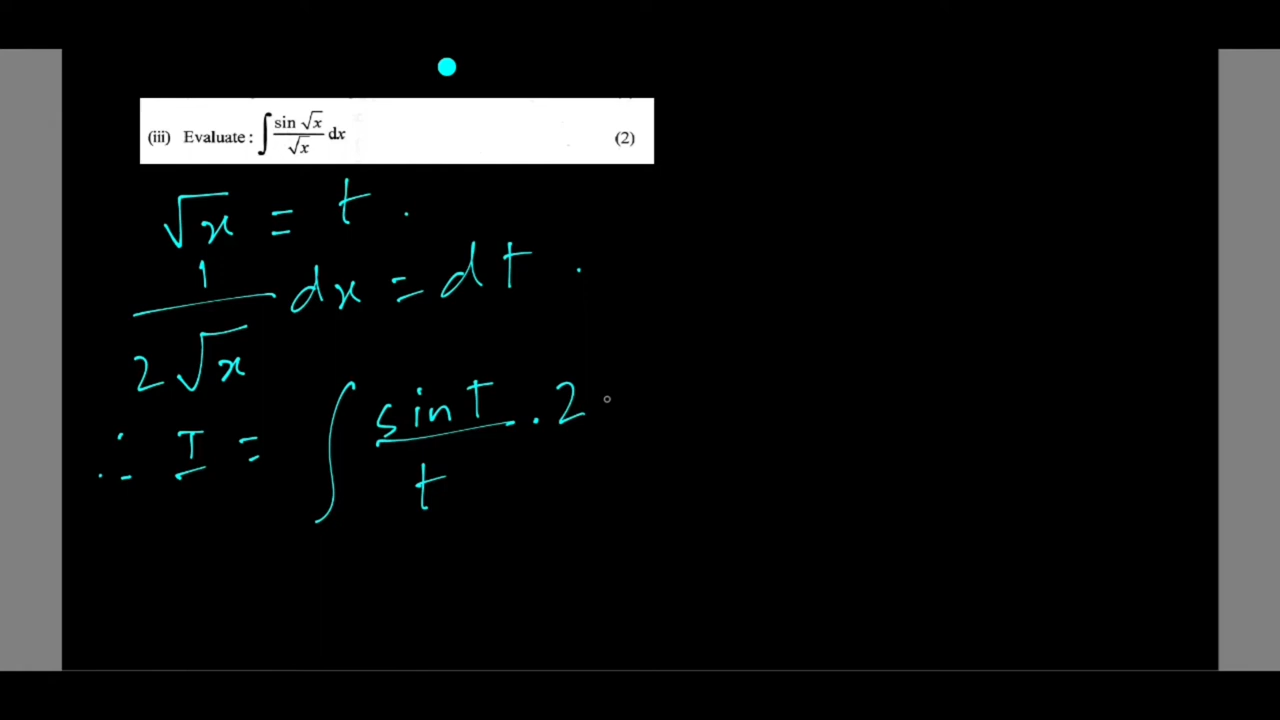 (iii) Evaluate : ∫ sin √x / √x dx (2)
√x = t .
1 / 2√x dx = dt .
∴ I = ∫ sin t / t . 2